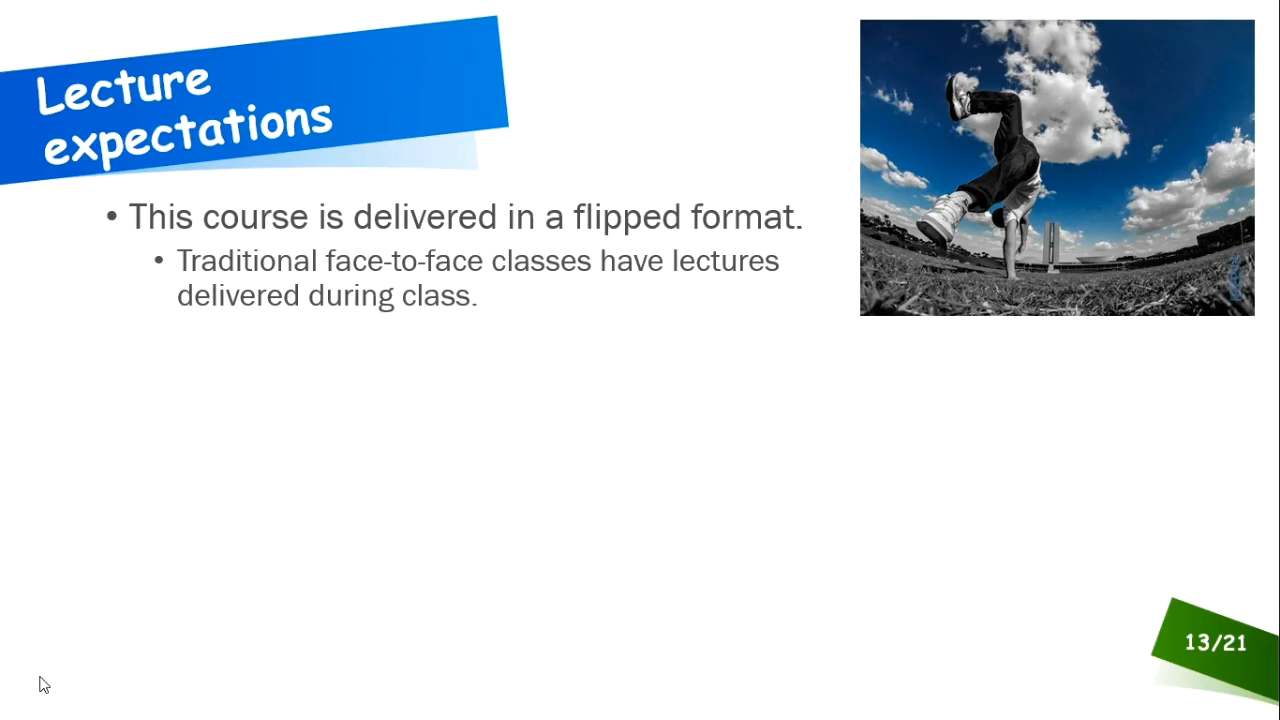 Lecture
expectations
• This course is delivered in a flipped format.
• Traditional face-to-face classes have lectures
delivered during class.
13/21